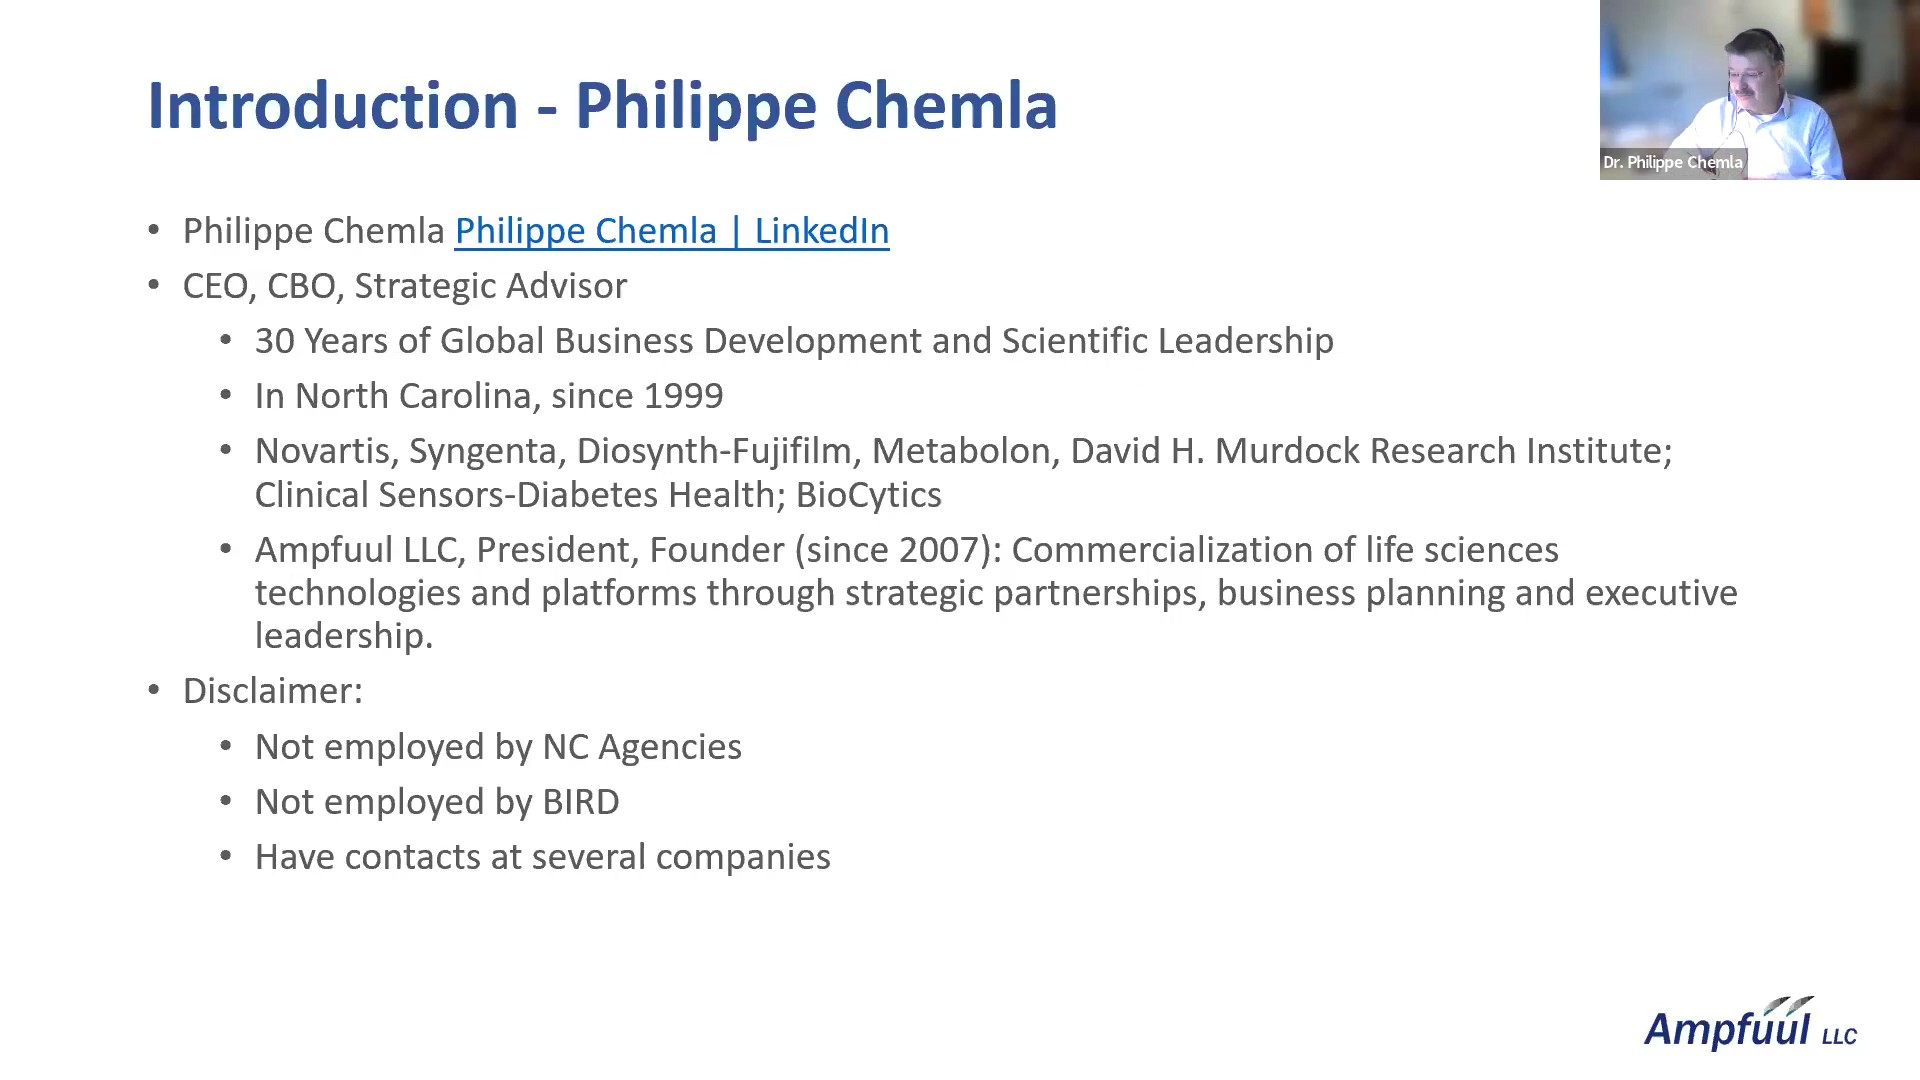 Introduction - Philippe Chemla
Dr. Philippe Chemla
• Philippe Chemla Philippe Chemla | LinkedIn
• CEO, CBO, Strategic Advisor
• 30 Years of Global Business Development and Scientific Leadership
• In North Carolina, since 1999
• Novartis, Syngenta, Diosynth-Fujifilm, Metabolon, David H. Murdock Research Institute;
Clinical Sensors-Diabetes Health; BioCytics
• Ampfuul LLC, President, Founder (since 2007): Commercialization of life sciences
technologies and platforms through strategic partnerships, business planning and executive
leadership.
• Disclaimer:
• Not employed by NC Agencies
• Not employed by BIRD
• Have contacts at several companies
Ampfuul LLC